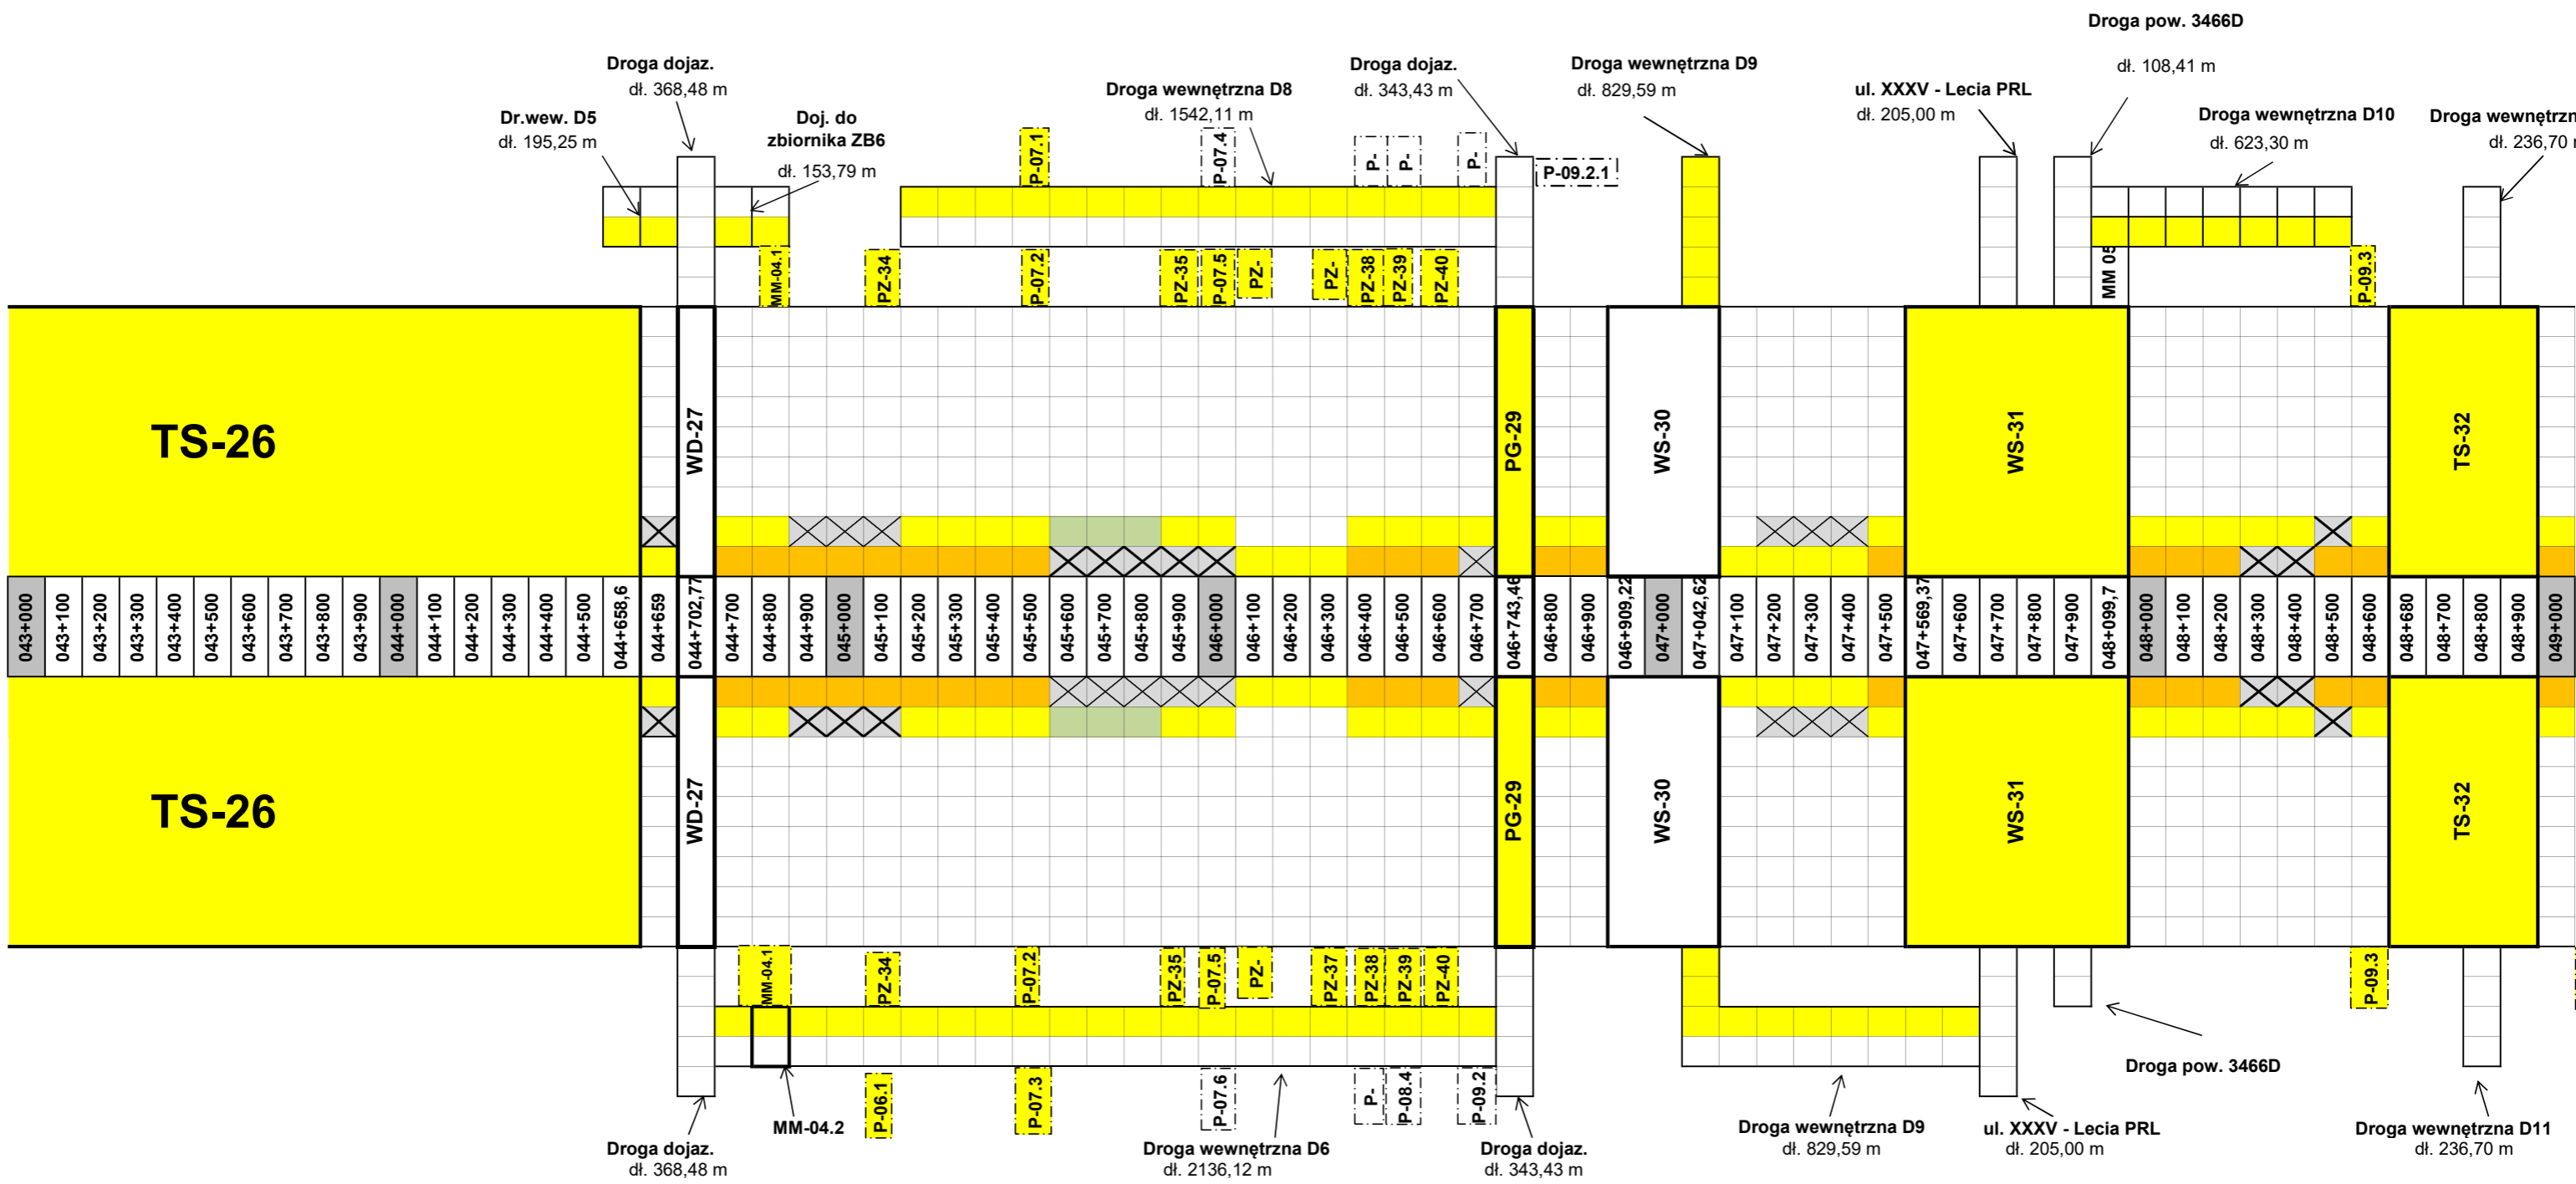 Droga pow. 3466D
dł. 108,41 m
Droga dojaz.
dł. 368,48 m
Droga dojaz.
dł. 343,43 m
Droga wewnętrzna D9
dł. 829,59 m
Droga wewnętrzna D8
dł. 1542,11 m
ul. XXXV - Lecia PRL
dł. 205,00 m
Dr.wew. D5
dł. 195,25 m
Doj. do
zbiornika ZB6
dł. 153,79 m
Droga wewnętrzna D10
dł. 623,30 m
Droga wewnętrzn
dł. 236,70 m
P-07.1
P-07.4
P-
P-
P-
P-09.2.1
MM-04.1
PZ-34
P-07.2
PZ-35
P-07.5
PZ-
PZ-
PZ-38
PZ-39
PZ-40
MM 05
P-09.3
TS-26
WD-27
PG-29
WS-30
WS-31
TS-32
043+000
043+100
043+200
043+300
043+400
043+500
043+600
043+700
043+800
043+900
044+000
044+100
044+200
044+300
044+400
044+500
044+658,6
044+659
044+702,77
044+700
044+800
044+900
045+000
045+100
045+200
045+300
045+400
045+500
045+600
045+700
045+800
045+900
046+000
046+100
046+200
046+300
046+400
046+500
046+600
046+700
046+743,46
046+800
046+900
046+909,22
047+000
047+042,62
047+100
047+200
047+300
047+400
047+500
047+569,37
047+600
047+700
047+800
047+900
048+099,7
048+000
048+100
048+200
048+300
048+400
048+500
048+600
048+680
048+700
048+800
048+900
049+000
TS-26
WD-27
PG-29
WS-30
WS-31
TS-32
MM-04.1
PZ-34
P-07.2
PZ-35
P-07.5
PZ-
PZ-37
PZ-38
PZ-39
PZ-40
P-09.3
P-06.1
P-07.3
P-07.6
P-
P-08.4
P-09.2
MM-04.2
Droga pow. 3466D
Droga dojaz.
dł. 368,48 m
Droga wewnętrzna D6
dł. 2136,12 m
Droga dojaz.
dł. 343,43 m
Droga wewnętrzna D9
dł. 829,59 m
ul. XXXV - Lecia PRL
dł. 205,00 m
Droga wewnętrzna D11
dł. 236,70 m